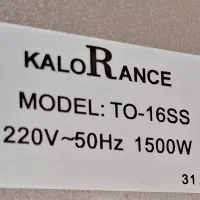 KALORANCE
MODEL: TO-16SS
220V~50Hz 1500W
31